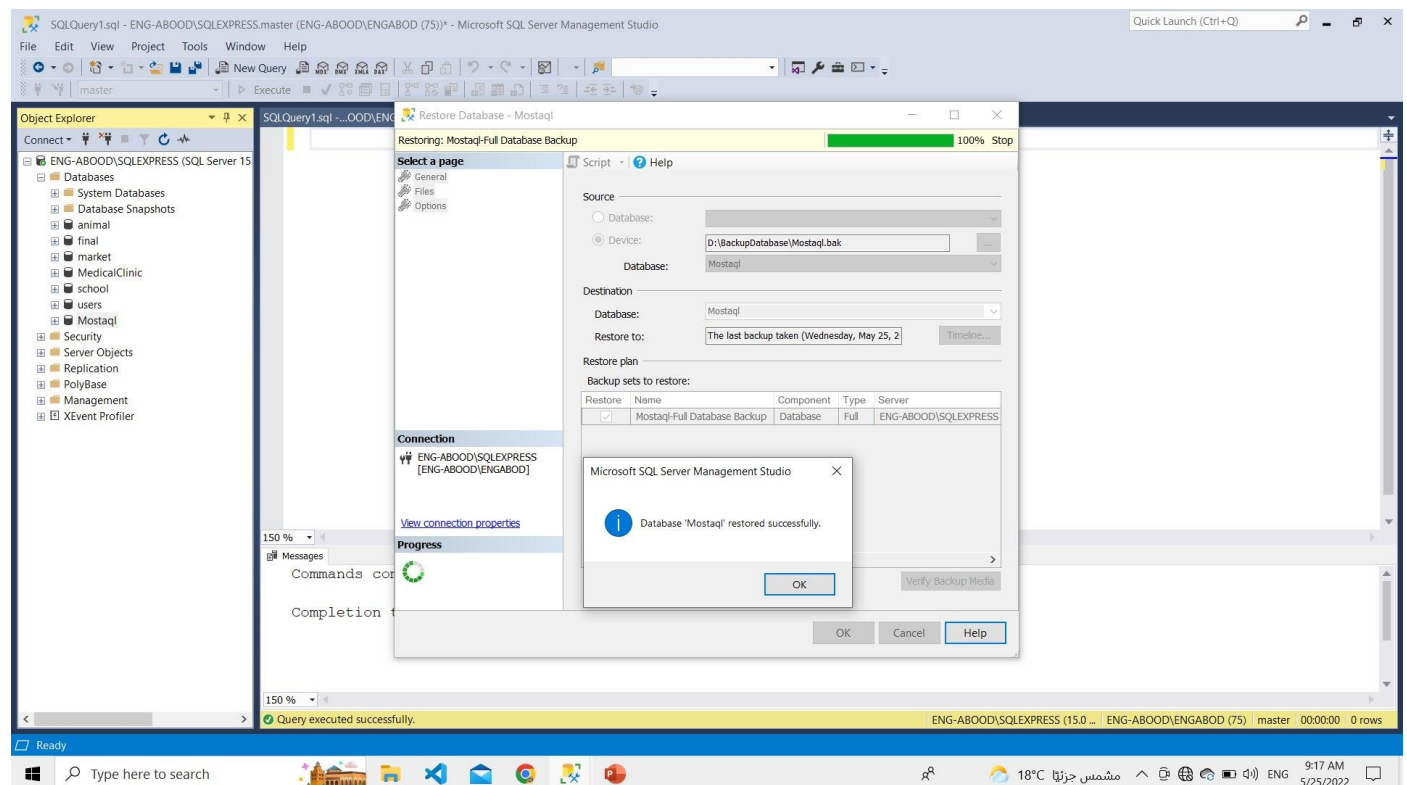 SQLQuery1.sql - ENG-ABOOD\SQLEXPRESS.master (ENG-ABOOD\ENGABOD (75))* - Microsoft SQL Server Management Studio
Quick Launch (Ctrl+Q)
File Edit View Project Tools Window Help
New Query MDX DMX XMLA DAX
master Execute
Object Explorer
SQLQuery1.sql -...OOD\ENG
Connect
ENG-ABOOD\SQLEXPRESS (SQL Server 15
Databases
System Databases
Database Snapshots
animal
final
market
MedicalClinic
school
users
Mostaql
Security
Server Objects
Replication
PolyBase
Management
XEvent Profiler
Restore Database - Mostaql
Restoring: Mostaql-Full Database Backup 100% Stop
Select a page
General
Files
Options
Script Help
Source
Database:
Device: D:\BackupDatabase\Mostaql.bak ...
Database: Mostaql
Destination
Database: Mostaql
Restore to: The last backup taken (Wednesday, May 25, 2 Timeline...
Restore plan
Backup sets to restore:
Restore Name Component Type Server
Mostaql-Full Database Backup Database Full ENG-ABOOD\SQLEXPRESS
Connection
ENG-ABOOD\SQLEXPRESS
[ENG-ABOOD\ENGABOD]
View connection properties
Progress
Microsoft SQL Server Management Studio
Database 'Mostaql' restored successfully.
OK
Verify Backup Media
OK Cancel Help
150 %
Messages
Commands co
Completion t
150 %
Query executed successfully.
ENG-ABOOD\SQLEXPRESS (15.0 ... ENG-ABOOD\ENGABOD (75) master 00:00:00 0 rows
Ready
Type here to search
18°C مشمس جزئيًا
ENG
9:17 AM
5/25/2022